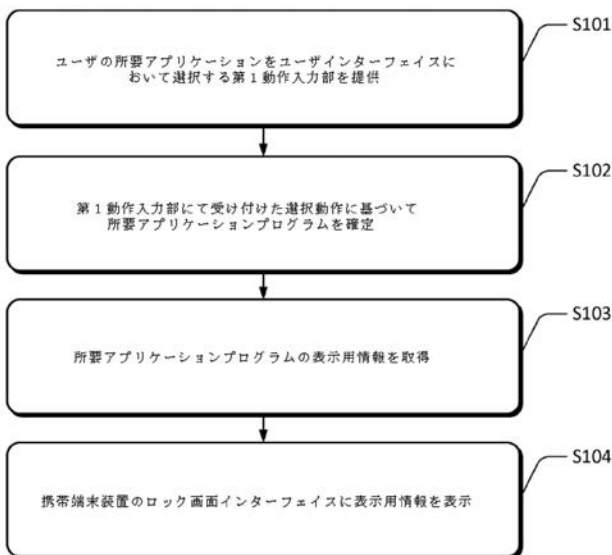 S101
ユーザの所要アプリケーションをユーザインターフェイスに
おいて選択する第1動作入力部を提供
S102
第1動作入力部にて受け付けた選択動作に基づいて
所要アプリケーションプログラムを確定
S103
所要アプリケーションプログラムの表示用情報を取得
S104
携帯端末装置のロック画面インターフェイスに表示用情報を表示